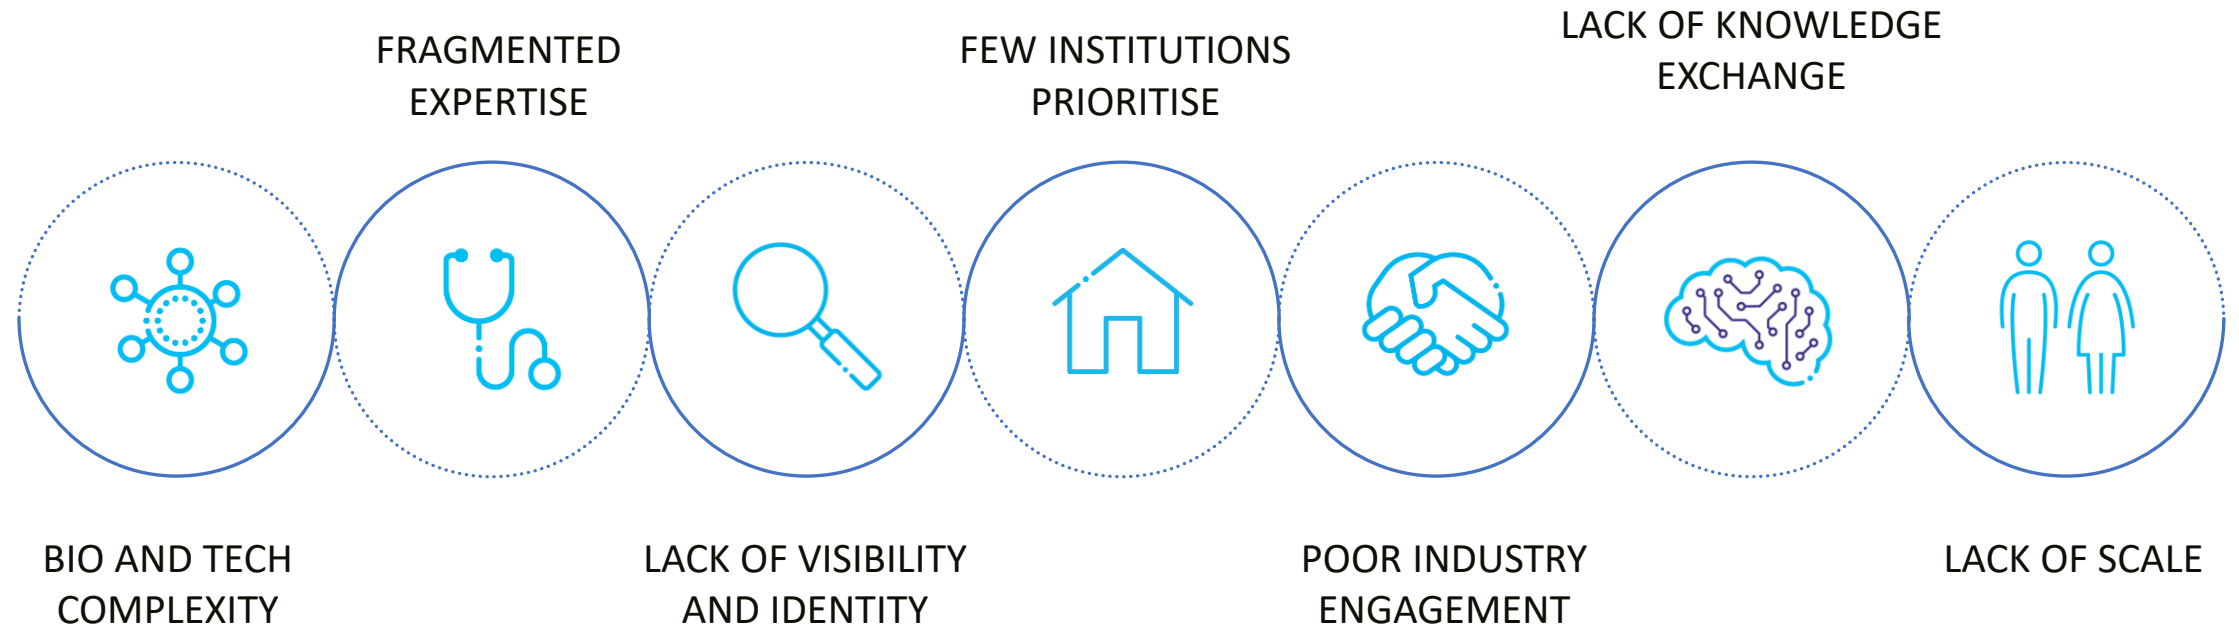 BIO AND TECH
COMPLEXITY
FRAGMENTED
EXPERTISE
LACK OF VISIBILITY
AND IDENTITY
FEW INSTITUTIONS
PRIORITISE
POOR INDUSTRY
ENGAGEMENT
LACK OF KNOWLEDGE
EXCHANGE
LACK OF SCALE